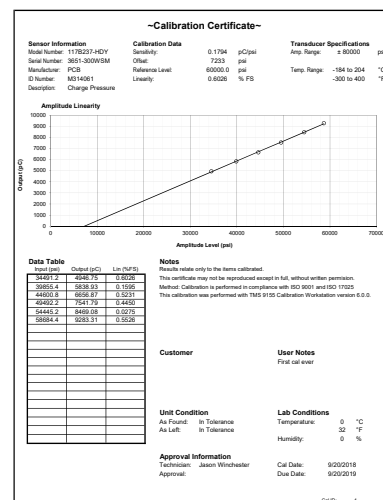 ~Calibration Certificate~
Sensor Information
Model Number: 117B237-HDY
Serial Number: 3651-300WSM
Manufacturer: PCB
ID Number: M314061
Description: Charge Pressure
Calibration Data
Sensitivity: 0.1794 pC/psi
Offset: 7233 psi
Reference Level: 60000.0 psi
Linearity: 0.6026 % FS
Transducer Specifications
Amp. Range: ± 80000 ps
Temp. Range: -184 to 204 °C
-300 to 400 °F
Amplitude Linearity
Output (pC)
10000
9000
8000
7000
6000
5000
4000
3000
2000
1000
0
0 10000 20000 30000 40000 50000 60000 70000
Amplitude Level (psi)
Data Table
Input (psi) Output (pC) Lin (%FS)
34491.2 4946.75 0.6026
39855.4 5838.93 0.1595
44600.8 6656.87 0.5231
49492.2 7541.79 0.4450
54445.2 8469.08 0.0275
58684.4 9283.31 0.5526
Notes
Results relate only to the items calibrated.
This certificate may not be reproduced except in full, without written permision.
Method: Calibration is performed in compliance with ISO 9001 and ISO 17025
This calibration was performed with TMS 9155 Calibration Workstation version 6.0.0.
Customer
User Notes
First cal ever
Unit Condition
As Found: In Tolerance
As Left: In Tolerance
Lab Conditions
Temperature: 0 °C
32 °F
Humidity: 0 %
Approval Information
Technician: Jason Winchester
Approval:
Cal Date: 9/20/2018
Due Date: 9/20/2019